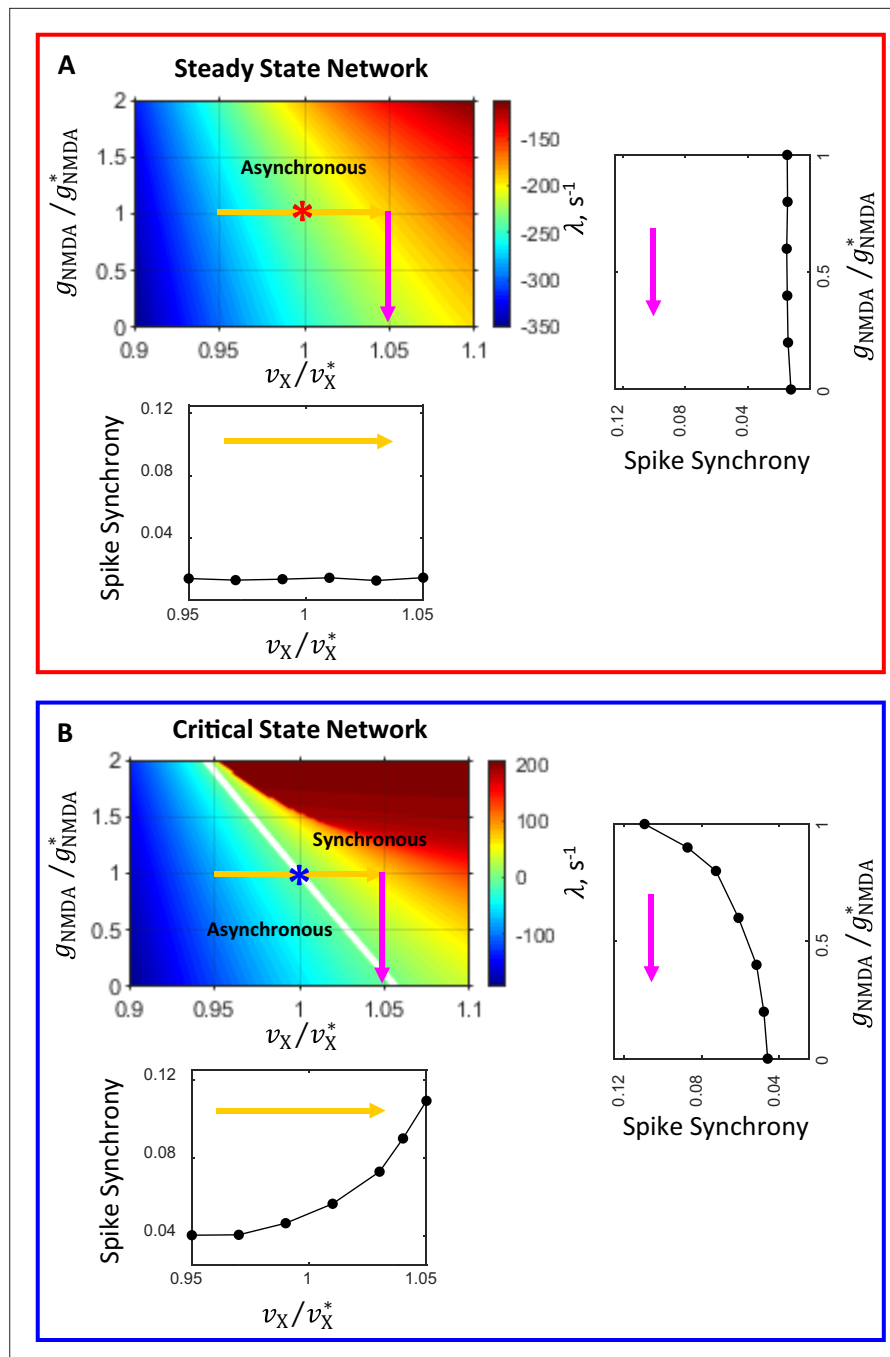 A
Steady State Network
g_NMDA / g*_NMDA
2
1.5
1
0.5
0
Asynchronous
*
0.9 0.95 1 1.05 1.1
v_X/v*_X
-150
-200
-250
-300
-350
λ, s⁻¹
1
0.5
0
g_NMDA / g*_NMDA
0.12 0.08 0.04
Spike Synchrony
Spike Synchrony
0.12
0.08
0.04
0.95 1 1.05
v_X/v*_X
B
Critical State Network
g_NMDA / g*_NMDA
2
1.5
1
0.5
0
Synchronous
*
Asynchronous
0.9 0.95 1 1.05 1.1
v_X/v*_X
200
100
0
-100
λ, s⁻¹
1
0.5
0
g_NMDA / g*_NMDA
0.12 0.08 0.04
Spike Synchrony
Spike Synchrony
0.12
0.08
0.04
0.95 1 1.05
v_X/v*_X